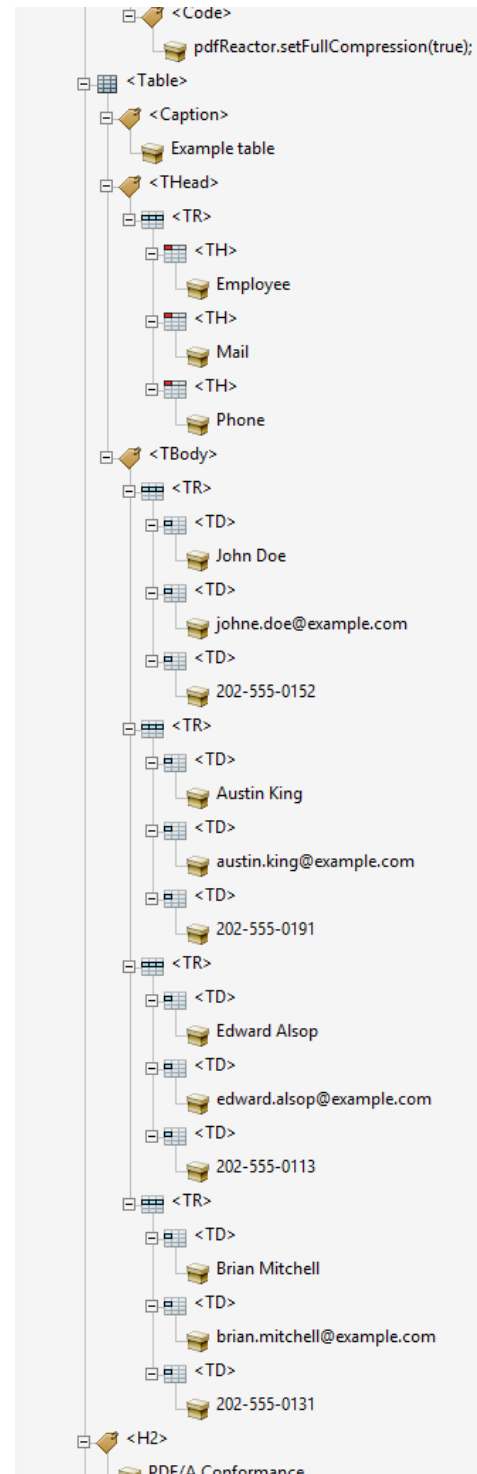 <Code>
pdfReactor.setFullCompression(true);
<Table>
<Caption>
Example table
<THead>
<TR>
<TH>
Employee
<TH>
Mail
<TH>
Phone
<TBody>
<TR>
<TD>
John Doe
<TD>
johne.doe@example.com
<TD>
202-555-0152
<TR>
<TD>
Austin King
<TD>
austin.king@example.com
<TD>
202-555-0191
<TR>
<TD>
Edward Alsop
<TD>
edward.alsop@example.com
<TD>
202-555-0113
<TR>
<TD>
Brian Mitchell
<TD>
brian.mitchell@example.com
<TD>
202-555-0131
<H2>
PDF/A Conformance